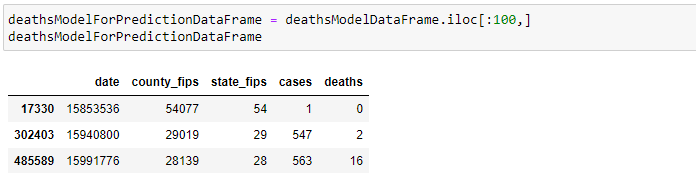 deathsModelForPredictionDataFrame = deathsModelDataFrame.iloc[:100,]
deathsModelForPredictionDataFrame
date county_fips state_fips cases deaths
17330 15853536 54077 54 1 0
302403 15940800 29019 29 547 2
485589 15991776 28139 28 563 16